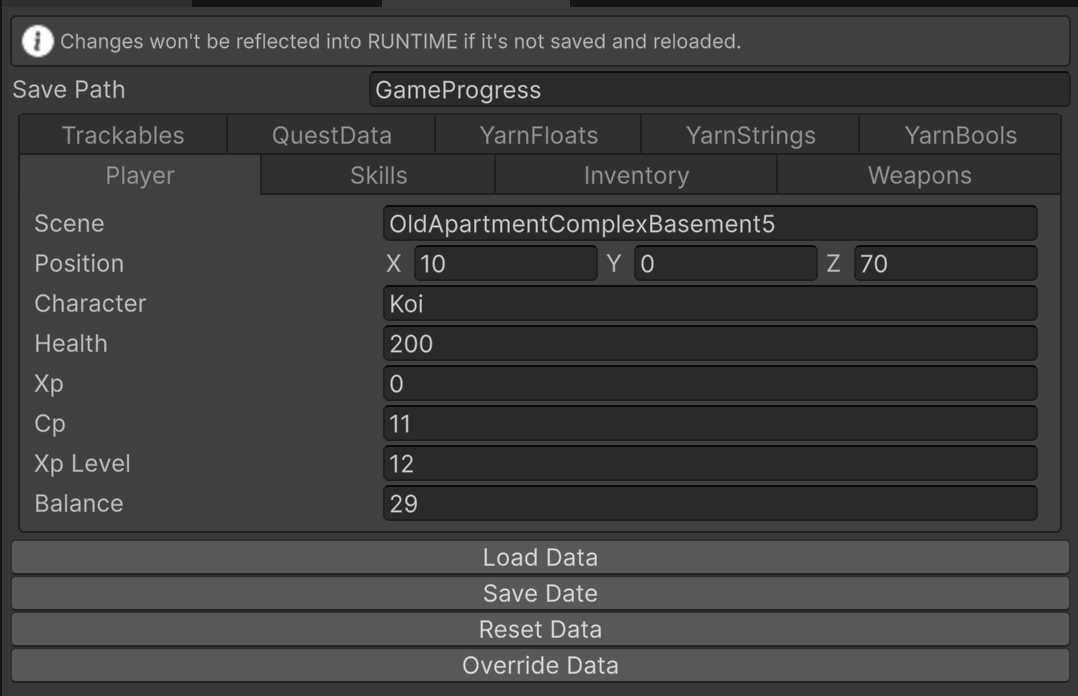 Changes won't be reflected into RUNTIME if it's not saved and reloaded.
Save Path GameProgress
Trackables QuestData YarnFloats YarnStrings YarnBools
Player Skills Inventory Weapons
Scene OldApartmentComplexBasement5
Position X 10 Y 0 Z 70
Character Koi
Health 200
Xp 0
Cp 11
Xp Level 12
Balance 29
Load Data
Save Date
Reset Data
Override Data